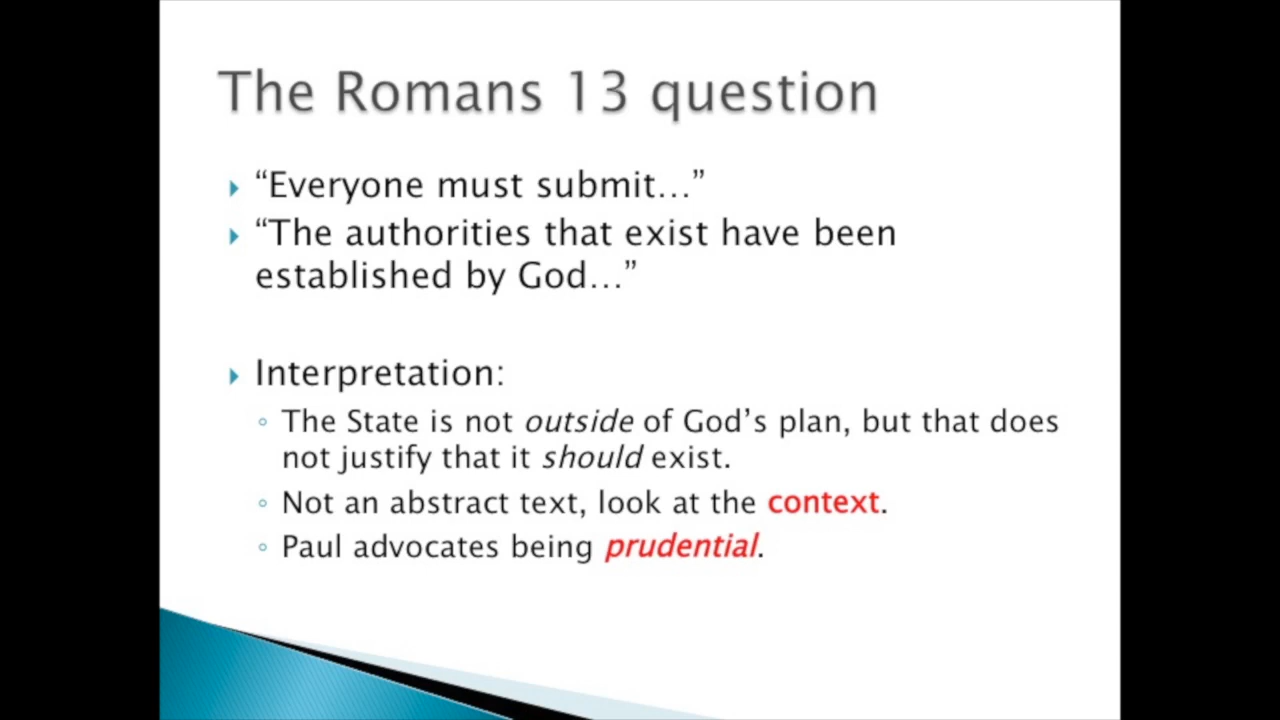 The Romans 13 question
“Everyone must submit…”
“The authorities that exist have been
established by God…”
Interpretation:
The State is not outside of God’s plan, but that does
not justify that it should exist.
Not an abstract text, look at the context.
Paul advocates being prudential.